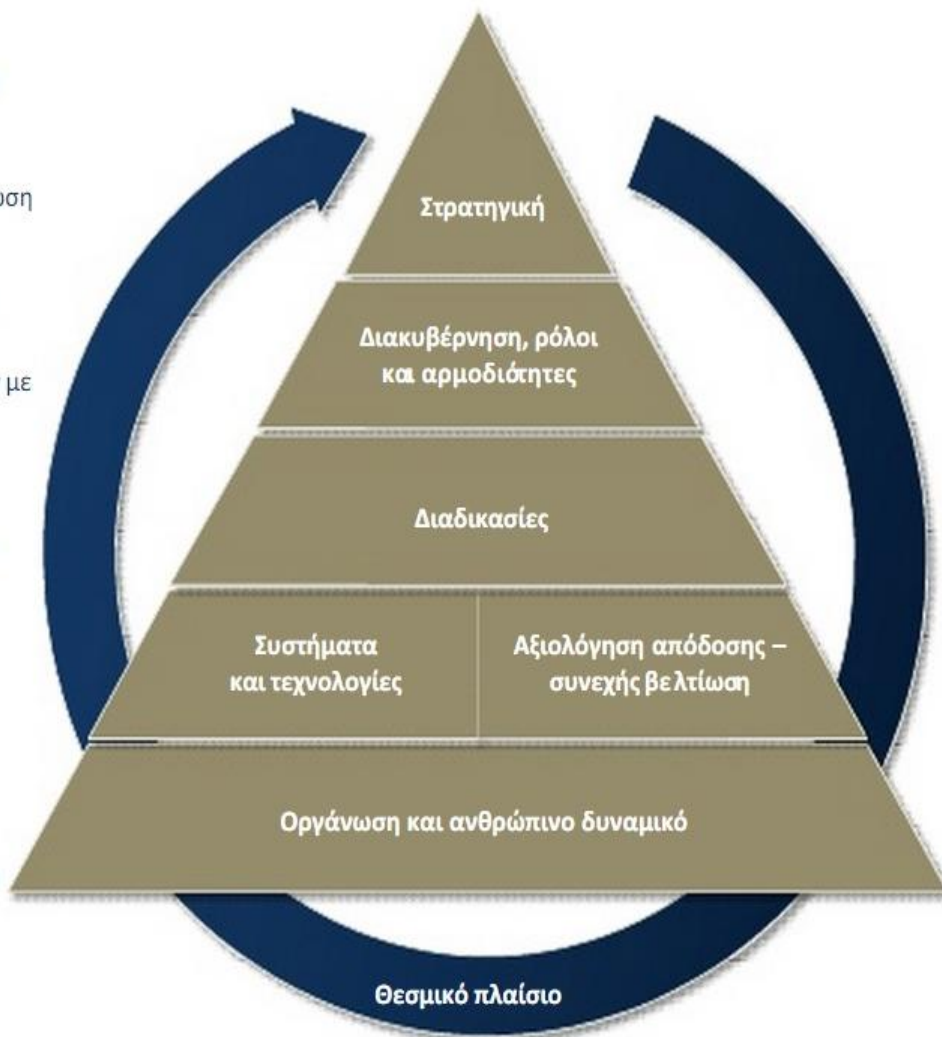 ωση
με
Στρατηγική
Διακυβέρνηση, ρόλοι
και αρμοδιότητες
Διαδικασίες
Συστήματα
και τεχνολογίες
Αξιολόγηση απόδοσης –
συνεχής βελτίωση
Οργάνωση και ανθρώπινο δυναμικό
Θεσμικό πλαίσιο